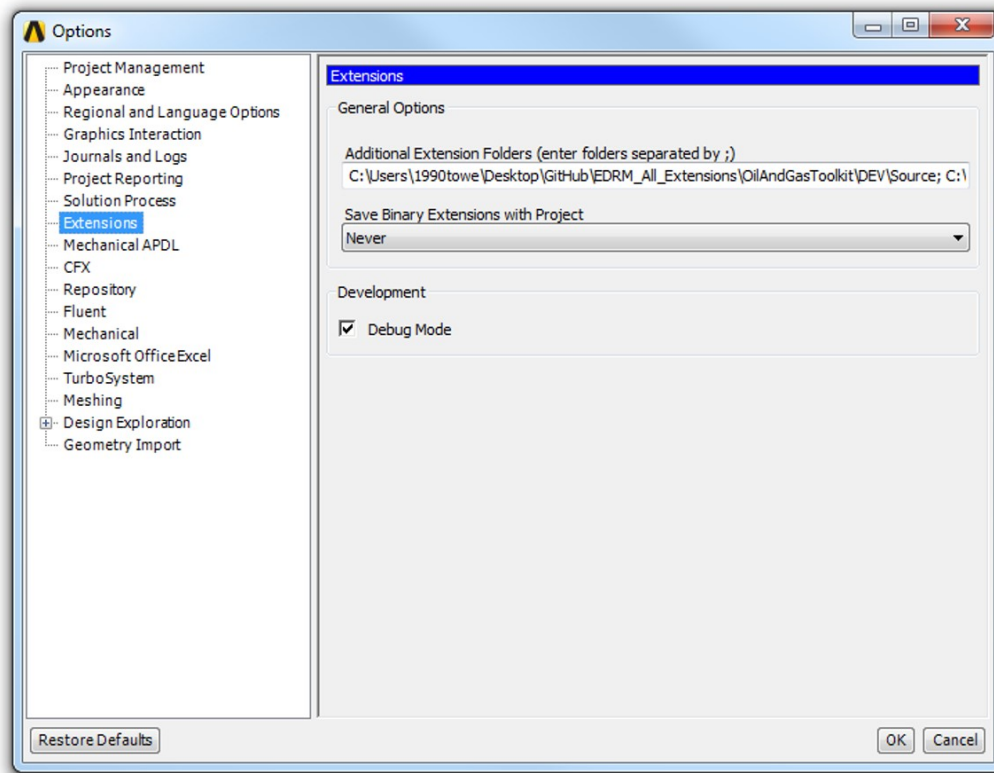 Options
Project Management
Appearance
Regional and Language Options
Graphics Interaction
Journals and Logs
Project Reporting
Solution Process
Extensions
Mechanical APDL
CFX
Repository
Fluent
Mechanical
Microsoft Office Excel
TurboSystem
Meshing
Design Exploration
Geometry Import
Extensions
General Options
Additional Extension Folders (enter folders separated by ;)
C:\Users\1990towe\Desktop\GitHub\EDRM_All_Extensions\OilAndGasToolkit\DEV\Source; C:\
Save Binary Extensions with Project
Never
Development
Debug Mode
Restore Defaults
OK
Cancel